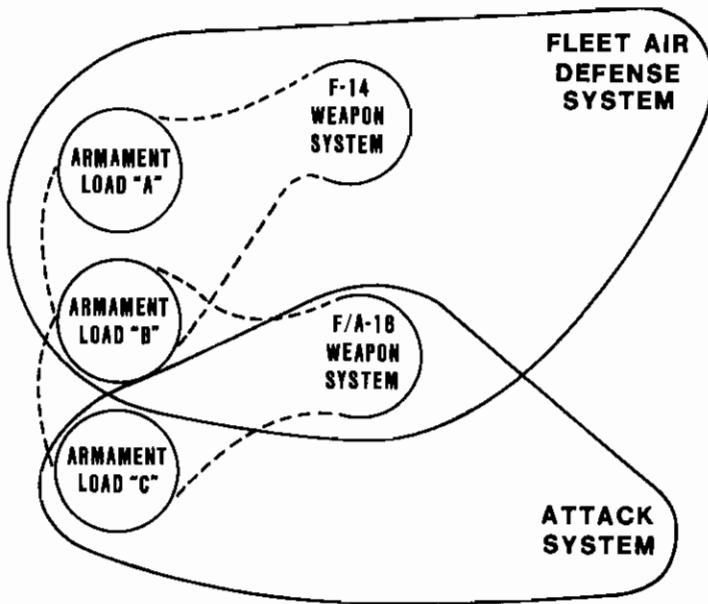 FLEET AIR
DEFENSE
SYSTEM
F-14
WEAPON
SYSTEM
ARMAMENT
LOAD "A"
ARMAMENT
LOAD "B"
F/A-18
WEAPON
SYSTEM
ARMAMENT
LOAD "C"
ATTACK
SYSTEM